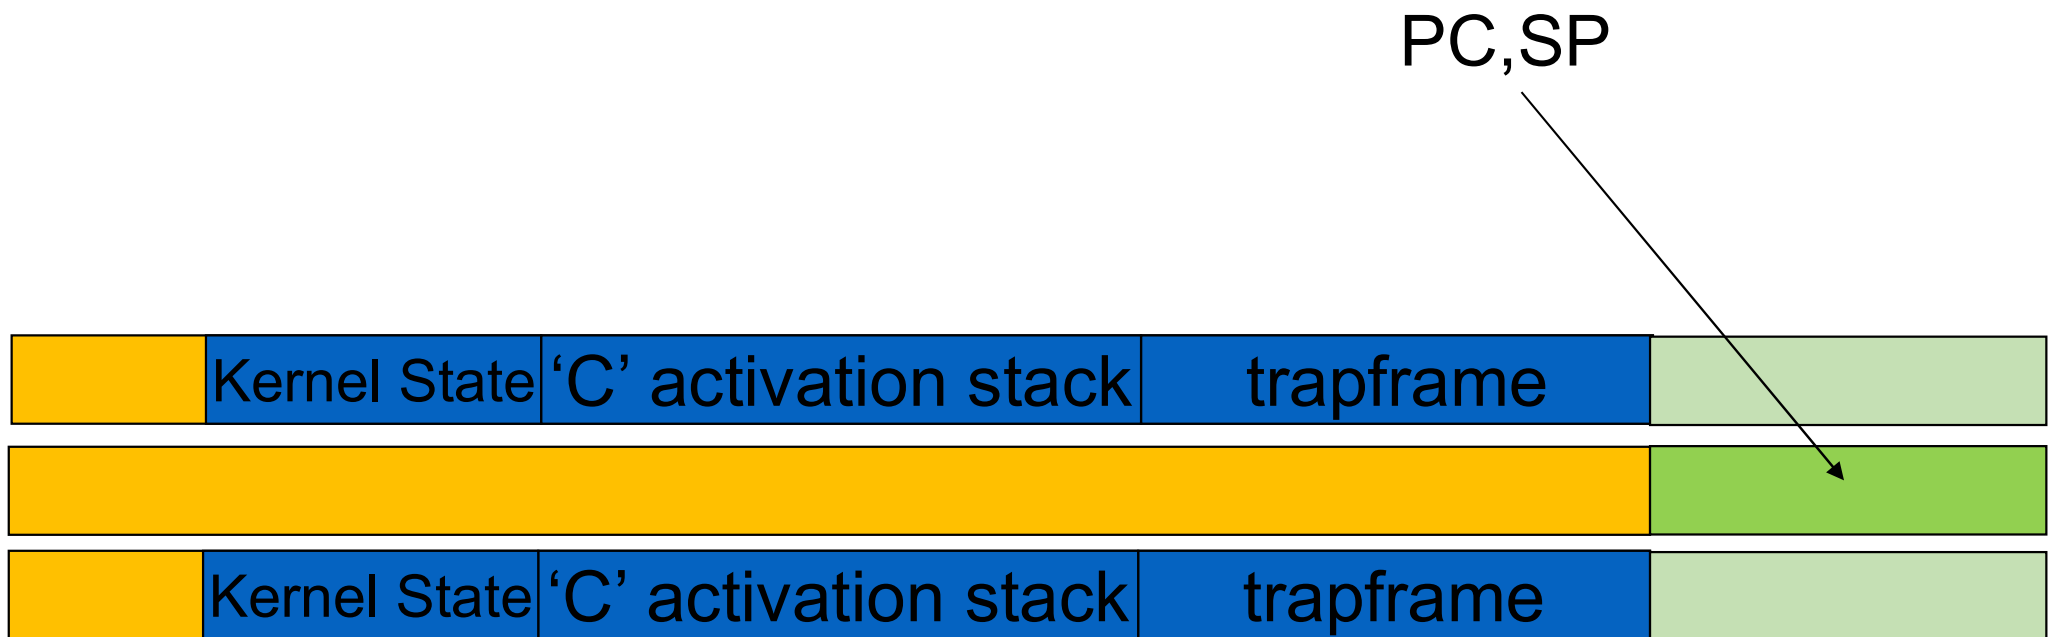 PC,SP
Kernel State ‘C’ activation stack trapframe
Kernel State ‘C’ activation stack trapframe